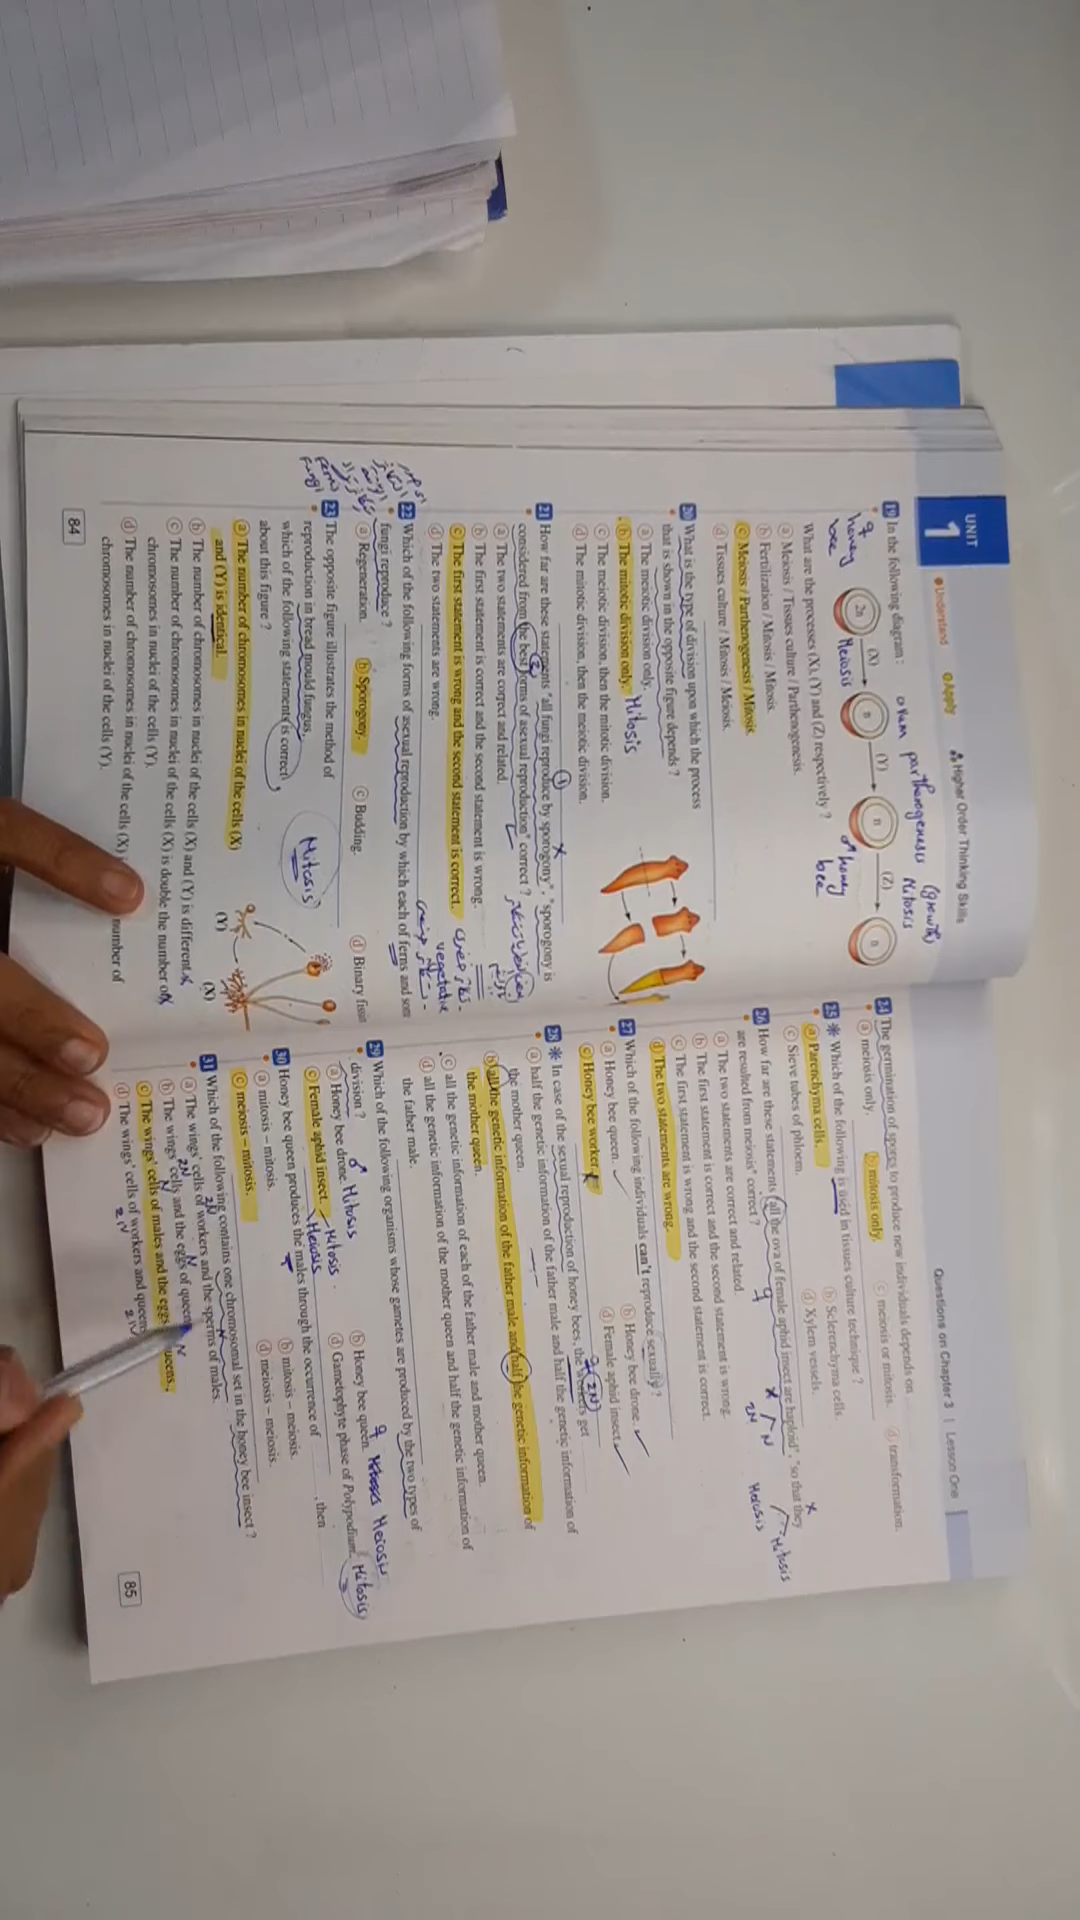 UNIT
1
Understand
Apply
Higher Order Thinking Skills
19 In the following diagram :
ovum parthenogenesis (growth)
Mitosis
(X) (Y) (Z)
2n n n n
♀ honey bee
Meiosis
♂ honey bee
What are the processes (X), (Y) and (Z) respectively ?
a Meiosis / Tissues culture / Parthenogenesis.
b Fertilization / Mitosis / Mitosis.
c Meiosis / Parthenogenesis / Mitosis.
d Tissues culture / Mitosis / Meiosis.
20 What is the type of division upon which the process
that is shown in the opposite figure depends ?
a The meiotic division only.
b The mitotic division only. Mitosis
c The meiotic division, then the mitotic division.
d The mitotic division, then the meiotic division.
21 How far are these statements "all fungi reproduce by sporogony", "sporogony is
considered from the best forms of asexual reproduction" correct ?
a The two statements are correct and related.
b The first statement is correct and the second statement is wrong.
c The first statement is wrong and the second statement is correct.
d The two statements are wrong.
vegetative
22 Which of the following forms of asexual reproduction by which each of ferns and som
fungi reproduce ?
a Regeneration. b Sporogony. c Budding. d Binary fissi
23 The opposite figure illustrates the method of
reproduction in bread mould fungus,
which of the following statements is correct
about this figure ?
Mitosis
a The number of chromosomes in nuclei of the cells (X)
and (Y) is identical.
b The number of chromosomes in nuclei of the cells (X) and (Y) is different.
c The number of chromosomes in nuclei of the cells (X) is double the number of
chromosomes in nuclei of the cells (Y).
d The number of chromosomes in nuclei of the cells (X) number of
chromosomes in nuclei of the cells (Y).
(Y)
(X)
84
Questions on Chapter 3 | Lesson One
24 The germination of spores to produce new individuals depends on
a meiosis only. b mitosis only. c meiosis or mitosis. d transformation.
25 * Which of the following is used in tissues culture technique ?
a Parenchyma cells. b Sclerenchyma cells.
c Sieve tubes of phloem. d Xylem vessels.
26 How far are these statements "all the ova of female aphid insect are haploid", "so that they
are resulted from meiosis" correct ?
♀ 2N N Meiosis Mitosis
a The two statements are correct and related.
b The first statement is correct and the second statement is wrong.
c The first statement is wrong and the second statement is correct.
d The two statements are wrong.
27 Which of the following individuals can't reproduce sexually ?
a Honey bee queen. b Honey bee drone.
c Honey bee worker. d Female aphid insect
♀ (2N)
28 * In case of the sexual reproduction of honey bees, the workers get
a half the genetic information of the father male and half the genetic information of
the mother queen.
b all the genetic information of the father male and half the genetic information of
the mother queen.
c all the genetic information of each of the father male and mother queen.
d all the genetic information of the mother queen and half the genetic information of
the father male.
29 Which of the following organisms whose gametes are produced by the two types of
division ?
a Honey bee drone. ♂ Mitosis b Honey bee queen. ♀ Meiosis
c Female aphid insect. Mitosis Meiosis d Gametophyte phase of Polypodium. Mitosis
30 Honey bee queen produces the males through the occurrence of , then
a mitosis – mitosis. b mitosis – meiosis.
c meiosis – mitosis. d meiosis – meiosis.
31 Which of the following contains one chromosomal set in the honey bee insect ?
a The wings' cells of workers and the sperms of males.
b The wings' cells and the eggs of queens
c The wings' cells of males and the eggs ueens.
d The wings' cells of workers and queens
85